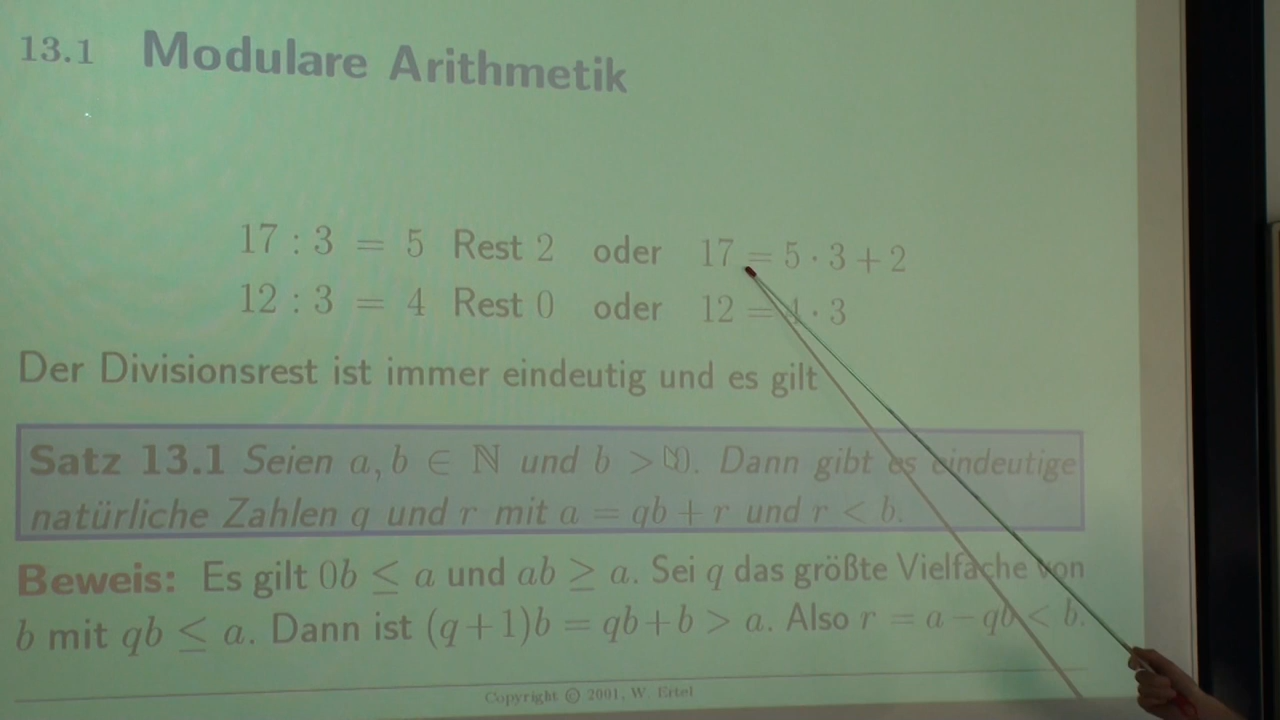 13.1 Modulare Arithmetik
17 : 3 = 5 Rest 2 oder 17 = 5 · 3 + 2
12 : 3 = 4 Rest 0 oder 12 = 4 · 3
Der Divisionsrest ist immer eindeutig und es gilt
Satz 13.1 Seien a, b ∈ ℕ und b > 0. Dann gibt es eindeutige
natürliche Zahlen q und r mit a = qb + r und r < b.
Beweis: Es gilt 0b ≤ a und ab ≥ a. Sei q das größte Vielfache von
b mit qb ≤ a. Dann ist (q+1)b = qb+b > a. Also r = a − qb < b.
Copyright © 2001, W. Ertel